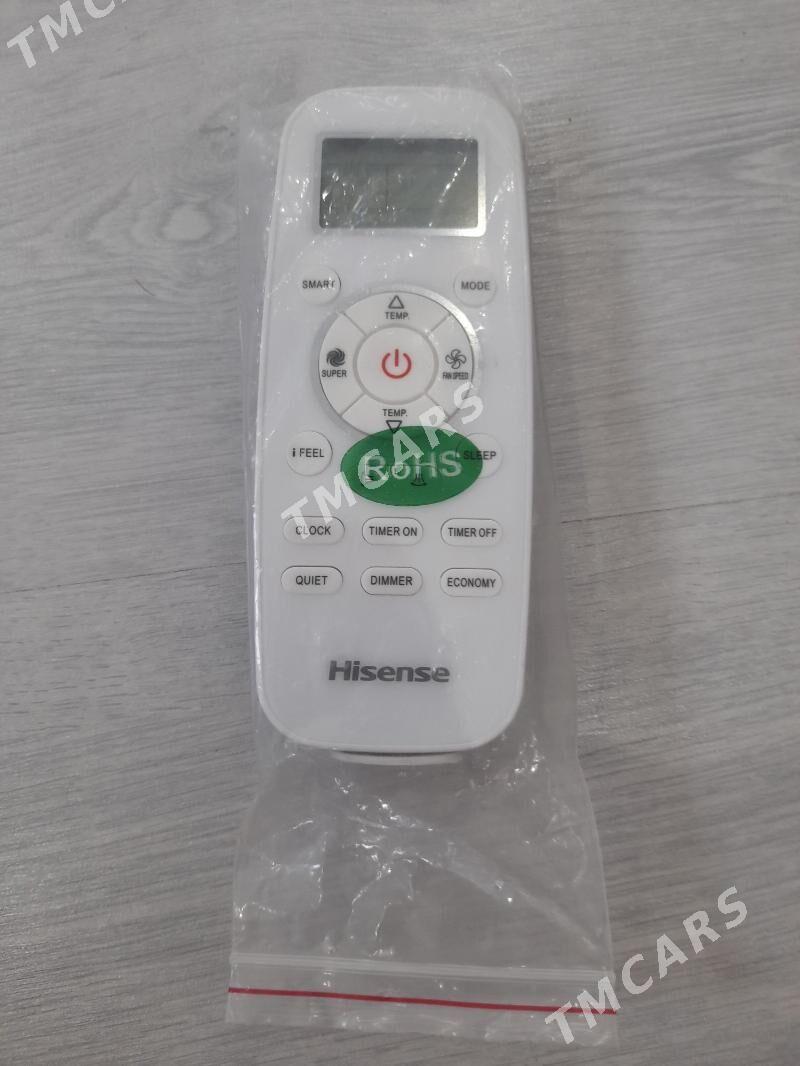 TMCARS
SMART
MODE
TEMP.
SUPER
FAN SPEED
TEMP.
i FEEL
RoHS
SLEEP
TMCARS
CLOCK
TIMER ON
TIMER OFF
QUIET
DIMMER
ECONOMY
Hisense
TMCARS